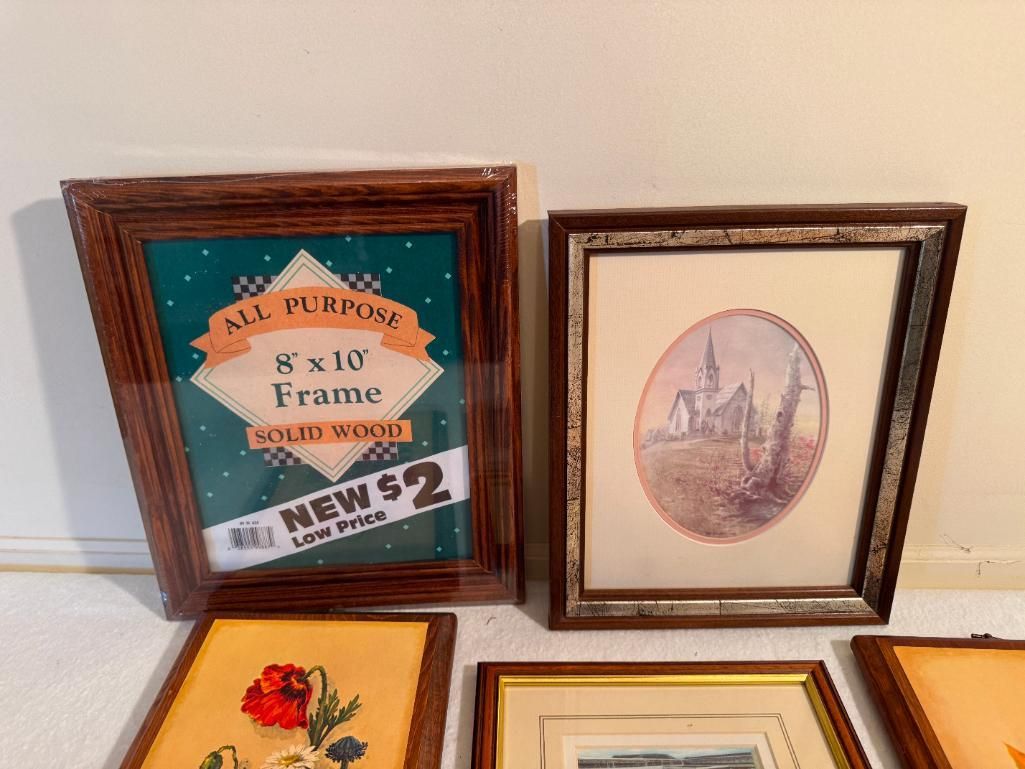 ALL PURPOSE
8" x 10"
Frame
SOLID WOOD
NEW $2
Low Price